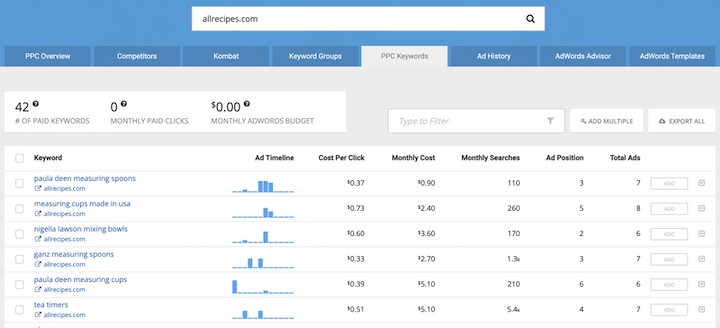 allrecipes.com
PPC Overview Competitors Kombat Keyword Groups PPC Keywords Ad History AdWords Advisor AdWords Templates
42 ? 0 ? $0.00 ?
# OF PAID KEYWORDS MONTHLY PAID CLICKS MONTHLY ADWORDS BUDGET
Type to Filter ADD MULTIPLE EXPORT ALL
Keyword Ad Timeline Cost Per Click Monthly Cost Monthly Searches Ad Position Total Ads
paula deen measuring spoons
allrecipes.com
$0.37 $0.90 110 3 7 ADD
measuring cups made in usa
allrecipes.com
$0.73 $2.40 260 5 8 ADD
nigella lawson mixing bowls
allrecipes.com
$0.60 $3.60 170 2 6 ADD
ganz measuring spoons
allrecipes.com
$0.33 $2.70 1.3k 3 7 ADD
paula deen measuring cups
allrecipes.com
$0.39 $5.10 210 6 6 ADD
tea timers
allrecipes.com
$0.51 $5.10 5.4k 4 7 ADD